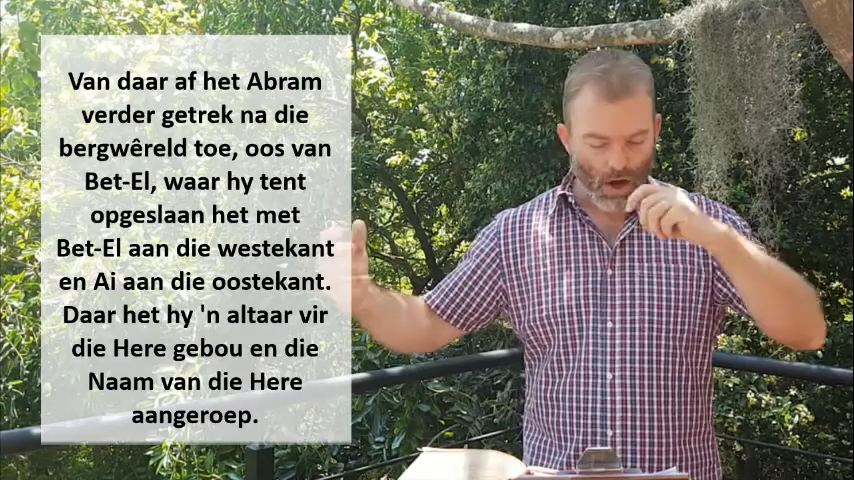 Van daar af het Abram
verder getrek na die
bergwêreld toe, oos van
Bet-El, waar hy tent
opgeslaan het met
Bet-El aan die westekant
en Ai aan die oostekant.
Daar het hy 'n altaar vir
die Here gebou en die
Naam van die Here
aangeroep.